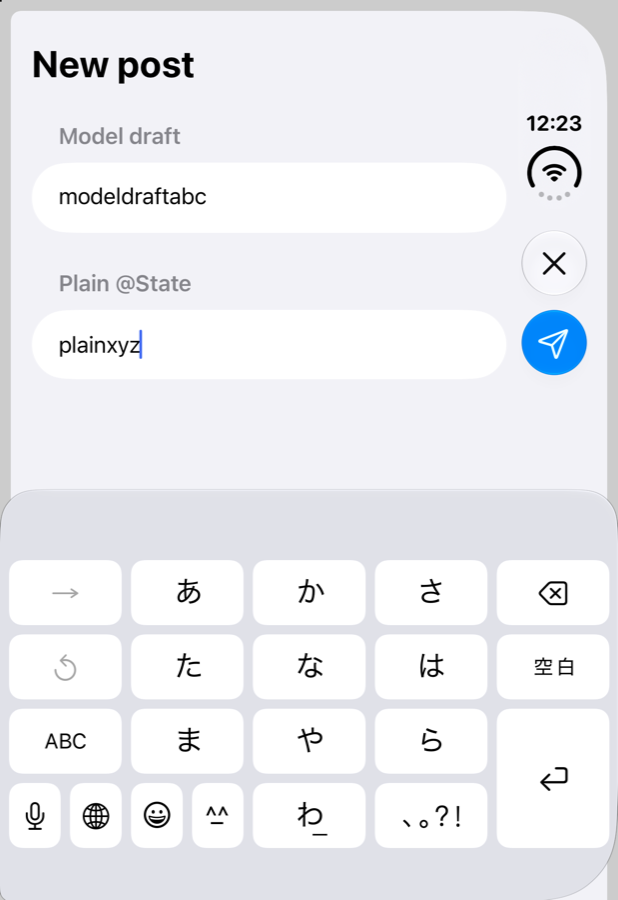 New post
12:23
Model draft
modeldraftabc
Plain @State
plainxyz
→ あ か さ
た な は 空白
ABC ま や ら
^^ わ 、。?!